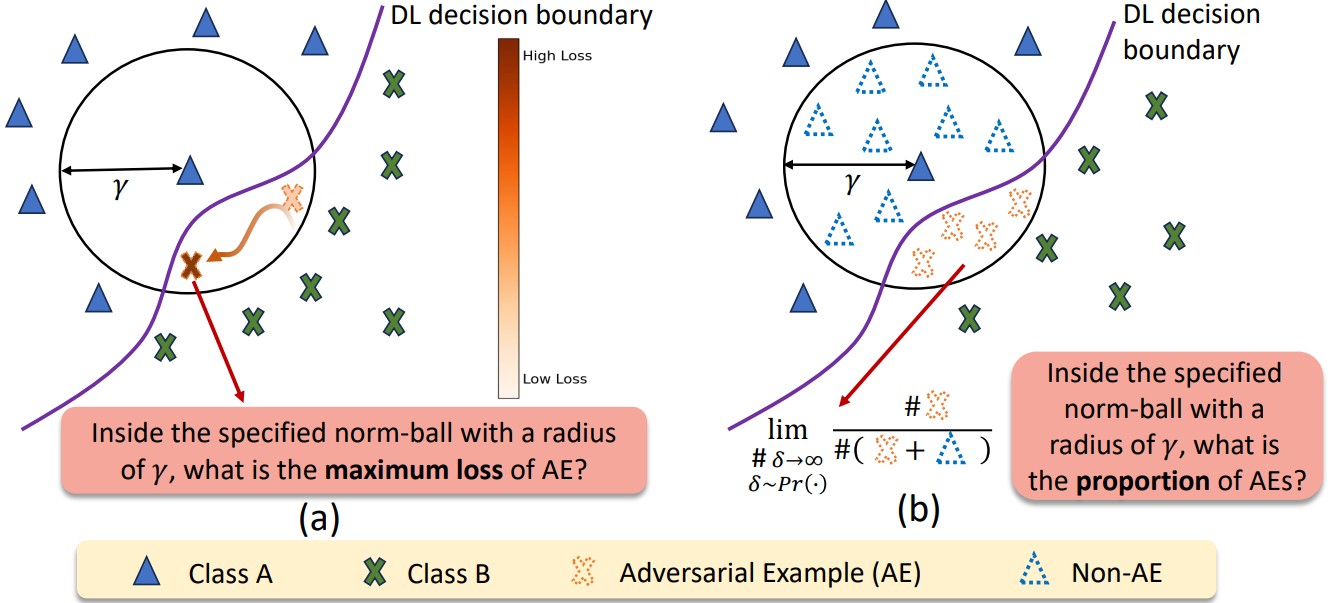 DL decision boundary
High Loss
γ
Low Loss
Inside the specified norm-ball with a radius
of γ, what is the maximum loss of AE?
(a)
DL decision
boundary
γ
lim
# δ→∞
δ~Pr(·)
#
#( + )
Inside the specified
norm-ball with a
radius of γ, what is
the proportion of AEs?
(b)
Class A
Class B
Adversarial Example (AE)
Non-AE